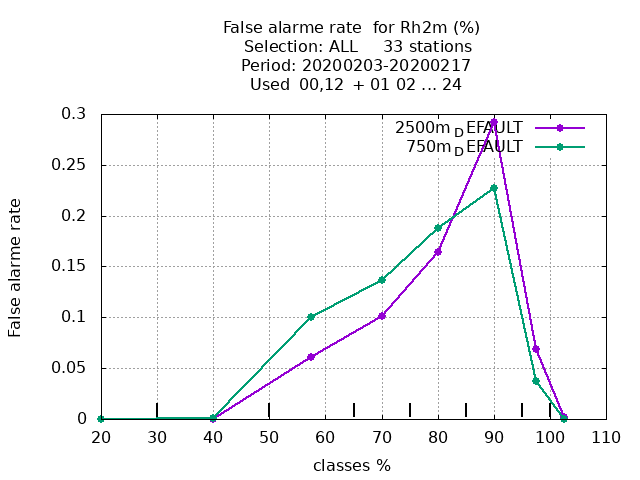 False alarme rate  for Rh2m (%)
Selection: ALL     33 stations
Period: 20200203-20200217
Used  00,12  + 01 02 ... 24
0.3
0.25
0.2
0.15
0.1
0.05
0
False alarme rate
2500m_DEFAULT
750m_DEFAULT
20 30 40 50 60 70 80 90 100 110
classes %